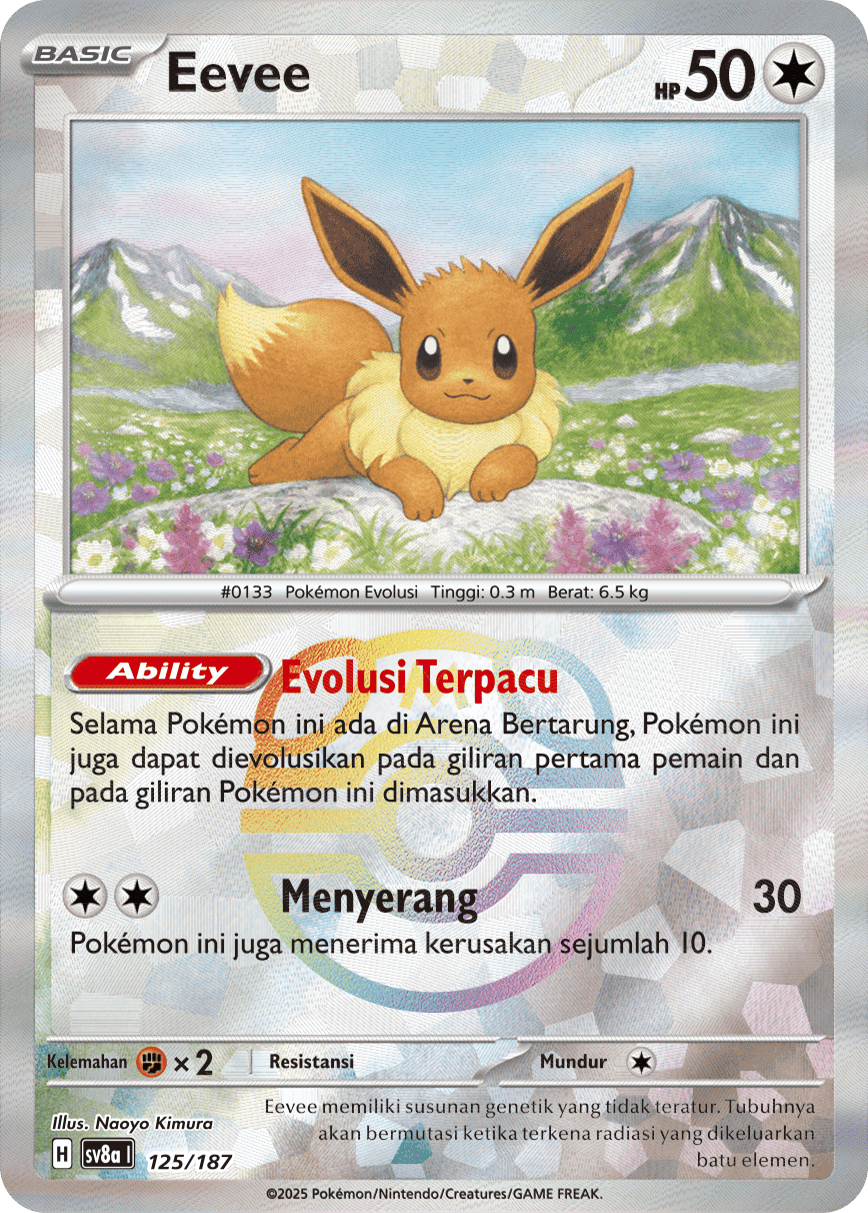 BASIC Eevee HP 50
#0133 Pokémon Evolusi Tinggi: 0.3 m Berat: 6.5 kg
Ability Evolusi Terpacu
Selama Pokémon ini ada di Arena Bertarung, Pokémon ini
juga dapat dievolusikan pada giliran pertama pemain dan
pada giliran Pokémon ini dimasukkan.
Menyerang 30
Pokémon ini juga menerima kerusakan sejumlah 10.
Kelemahan ×2 Resistansi Mundur
Eevee memiliki susunan genetik yang tidak teratur. Tubuhnya
akan bermutasi ketika terkena radiasi yang dikeluarkan
batu elemen.
Illus. Naoyo Kimura
H sv8a I 125/187
©2025 Pokémon/Nintendo/Creatures/GAME FREAK.